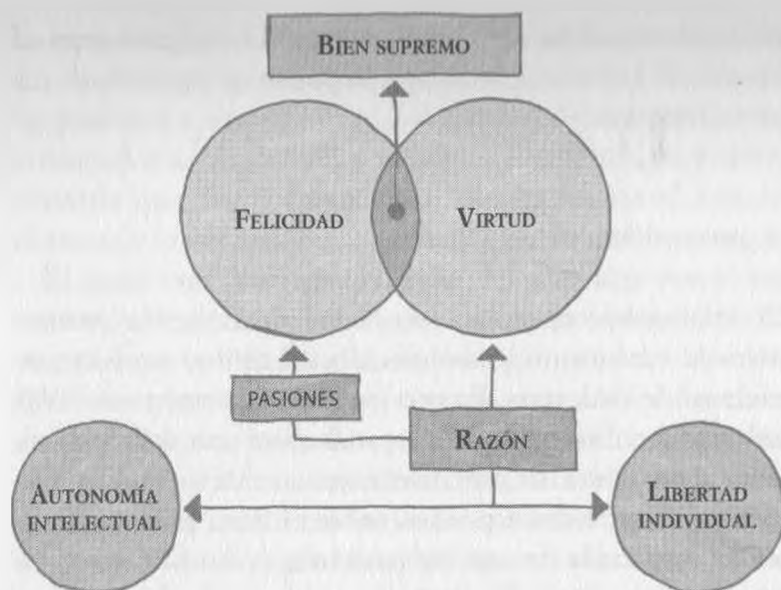 BIEN SUPREMO
FELICIDAD
VIRTUD
PASIONES
RAZÓN
AUTONOMÍA
INTELECTUAL
LIBERTAD
INDIVIDUAL